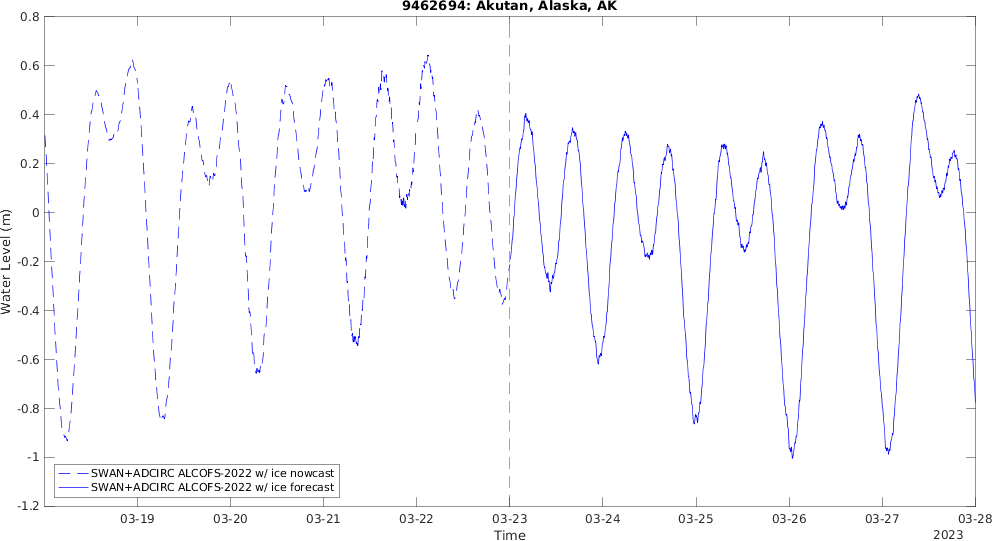 9462694: Akutan, Alaska, AK
0.8
0.6
0.4
0.2
0
-0.2
-0.4
-0.6
-0.8
-1
-1.2
Water Level (m)
SWAN+ADCIRC ALCOFS-2022 w/ ice nowcast
SWAN+ADCIRC ALCOFS-2022 w/ ice forecast
03-19 03-20 03-21 03-22 03-23 03-24 03-25 03-26 03-27 03-28
Time
2023